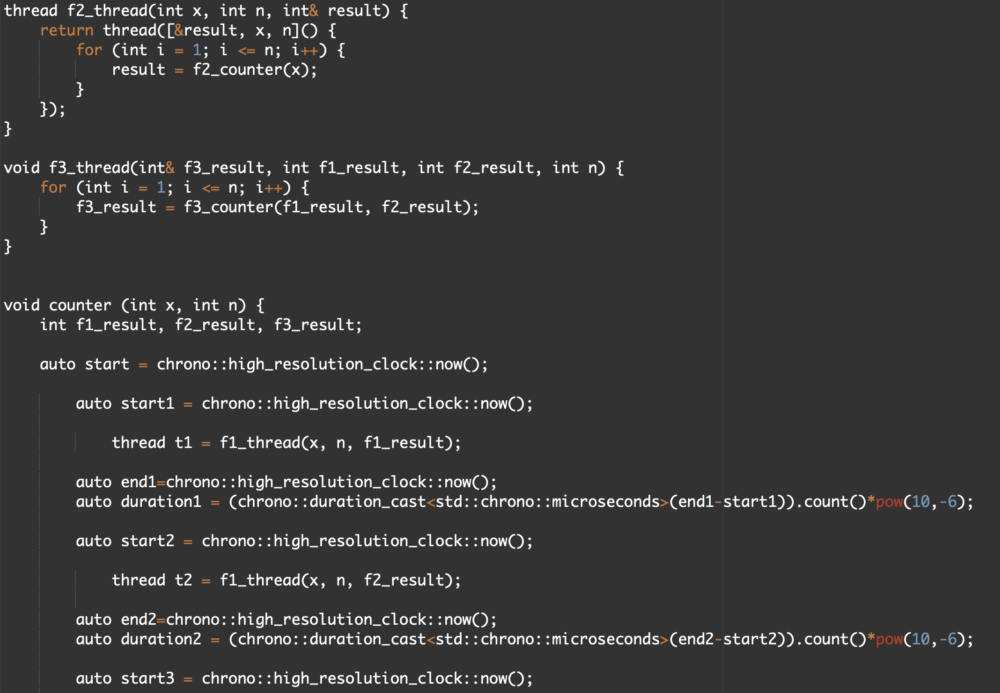 thread f2_thread(int x, int n, int& result) {
    return thread([&result, x, n]() {
        for (int i = 1; i <= n; i++) {
            result = f2_counter(x);
        }
    });
}

void f3_thread(int& f3_result, int f1_result, int f2_result, int n) {
    for (int i = 1; i <= n; i++) {
        f3_result = f3_counter(f1_result, f2_result);
    }
}

void counter (int x, int n) {
    int f1_result, f2_result, f3_result;

    auto start = chrono::high_resolution_clock::now();

        auto start1 = chrono::high_resolution_clock::now();

            thread t1 = f1_thread(x, n, f1_result);

        auto end1=chrono::high_resolution_clock::now();
        auto duration1 = (chrono::duration_cast<std::chrono::microseconds>(end1-start1)).count()*pow(10,-6);

        auto start2 = chrono::high_resolution_clock::now();

            thread t2 = f1_thread(x, n, f2_result);

        auto end2=chrono::high_resolution_clock::now();
        auto duration2 = (chrono::duration_cast<std::chrono::microseconds>(end2-start2)).count()*pow(10,-6);

        auto start3 = chrono::high_resolution_clock::now();